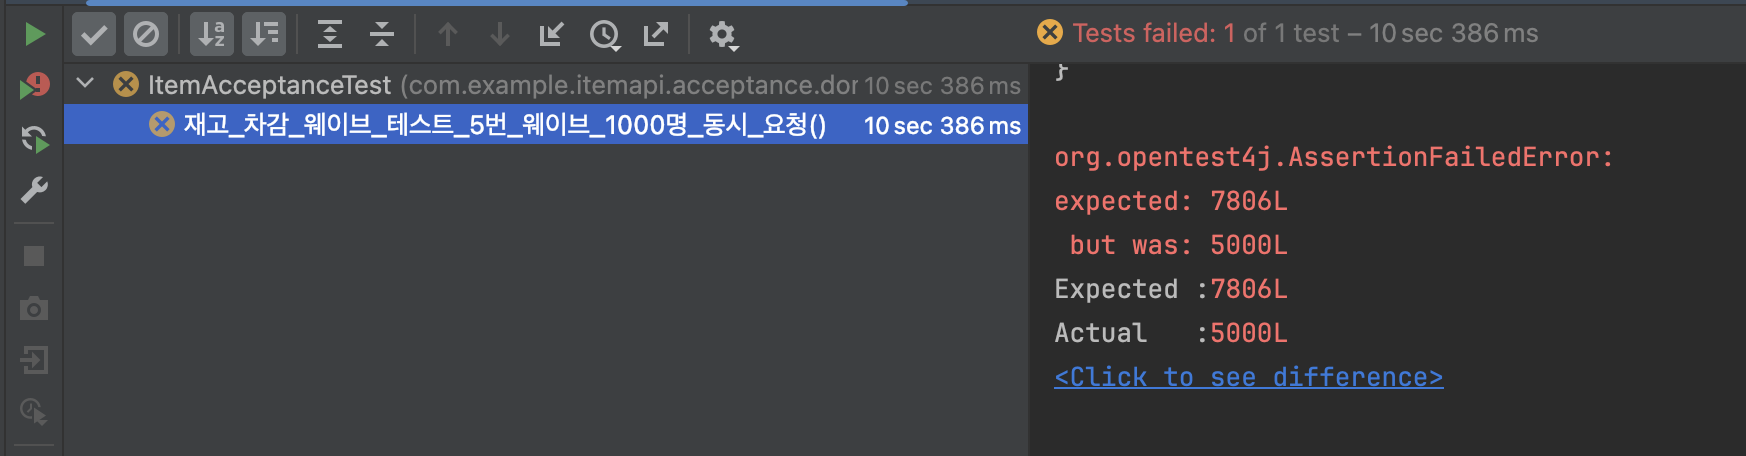 Tests failed: 1 of 1 test – 10 sec 386 ms
ItemAcceptanceTest (com.example.itemapi.acceptance.dor 10 sec 386 ms
재고_차감_웨이브_테스트_5번_웨이브_1000명_동시_요청() 10 sec 386 ms
}
org.opentest4j.AssertionFailedError:
expected: 7806L
but was: 5000L
Expected :7806L
Actual :5000L
<Click to see difference>